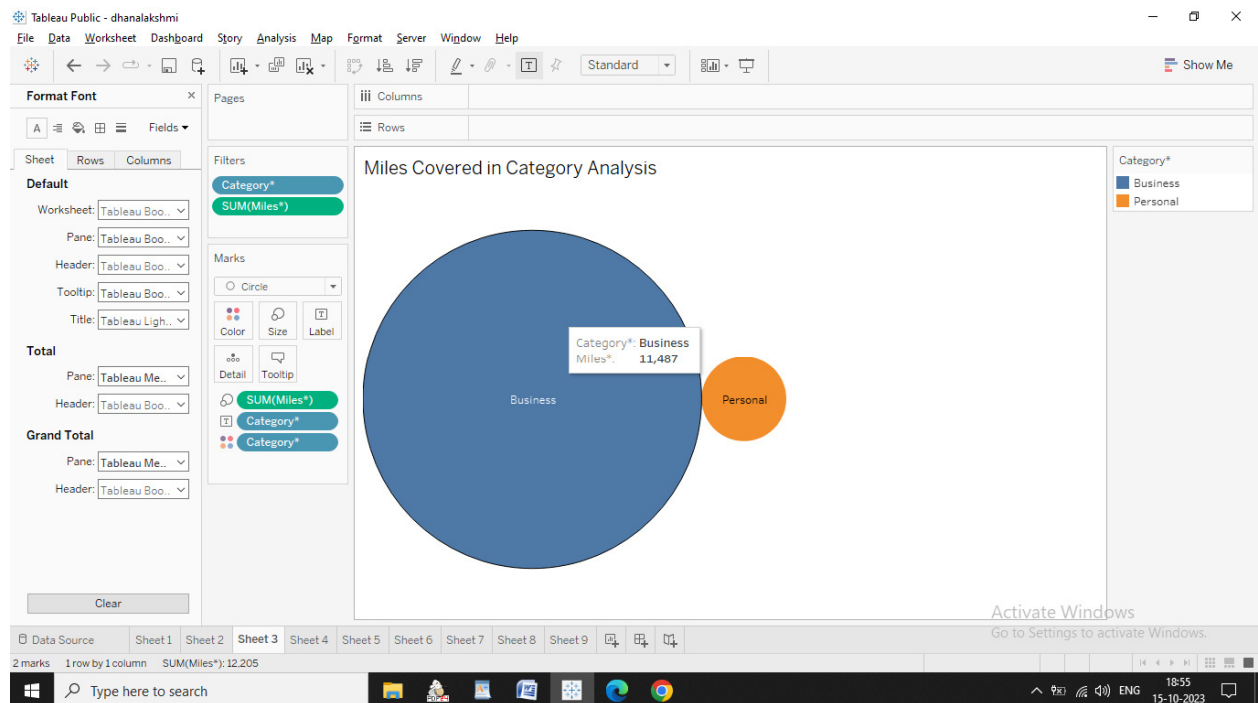 Tableau Public - dhanalakshmi
File Data Worksheet Dashboard Story Analysis Map Format Server Window Help
Standard
Show Me
Format Font
Fields
Sheet Rows Columns
Default
Worksheet: Tableau Boo..
Pane: Tableau Boo..
Header: Tableau Boo..
Tooltip: Tableau Boo..
Title: Tableau Ligh..
Total
Pane: Tableau Me..
Header: Tableau Boo..
Grand Total
Pane: Tableau Me..
Header: Tableau Boo..
Clear
Pages
Filters
Category*
SUM(Miles*)
Marks
Circle
Color Size Label
Detail Tooltip
SUM(Miles*)
Category*
Category*
Columns
Rows
Miles Covered in Category Analysis
Category*: Business
Miles*: 11,487
Business
Personal
Category*
Business
Personal
Activate Windows
Go to Settings to activate Windows.
Data Source Sheet 1 Sheet 2 Sheet 3 Sheet 4 Sheet 5 Sheet 6 Sheet 7 Sheet 8 Sheet 9
2 marks 1 row by 1 column SUM(Miles*): 12,205
Type here to search
ENG
18:55
15-10-2023